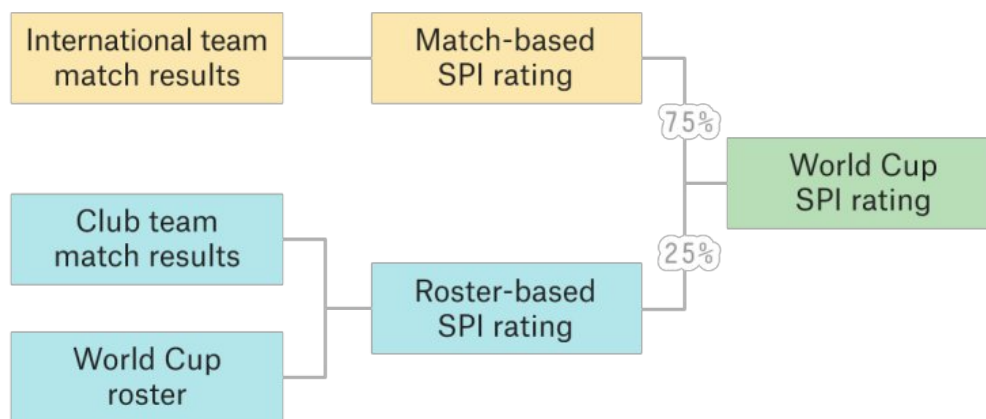 International team
match results
Match-based
SPI rating
75%
World Cup
SPI rating
Club team
match results
25%
Roster-based
SPI rating
World Cup
roster